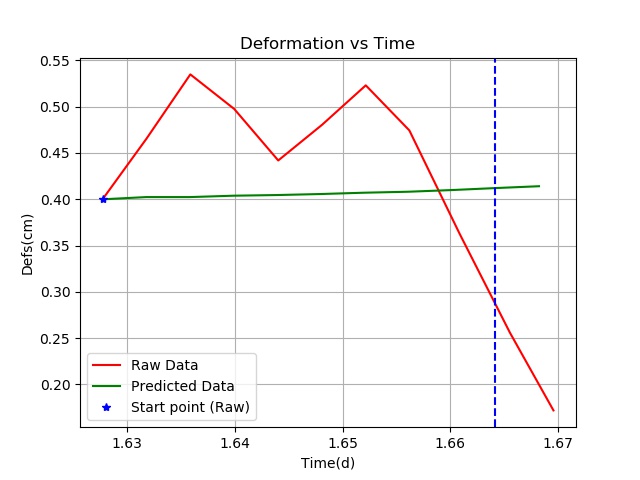 Deformation vs Time
0.55
0.50
0.45
0.40
0.35
0.30
0.25
0.20
Defs(cm)
Raw Data
Predicted Data
Start point (Raw)
1.63 1.64 1.65 1.66 1.67
Time(d)